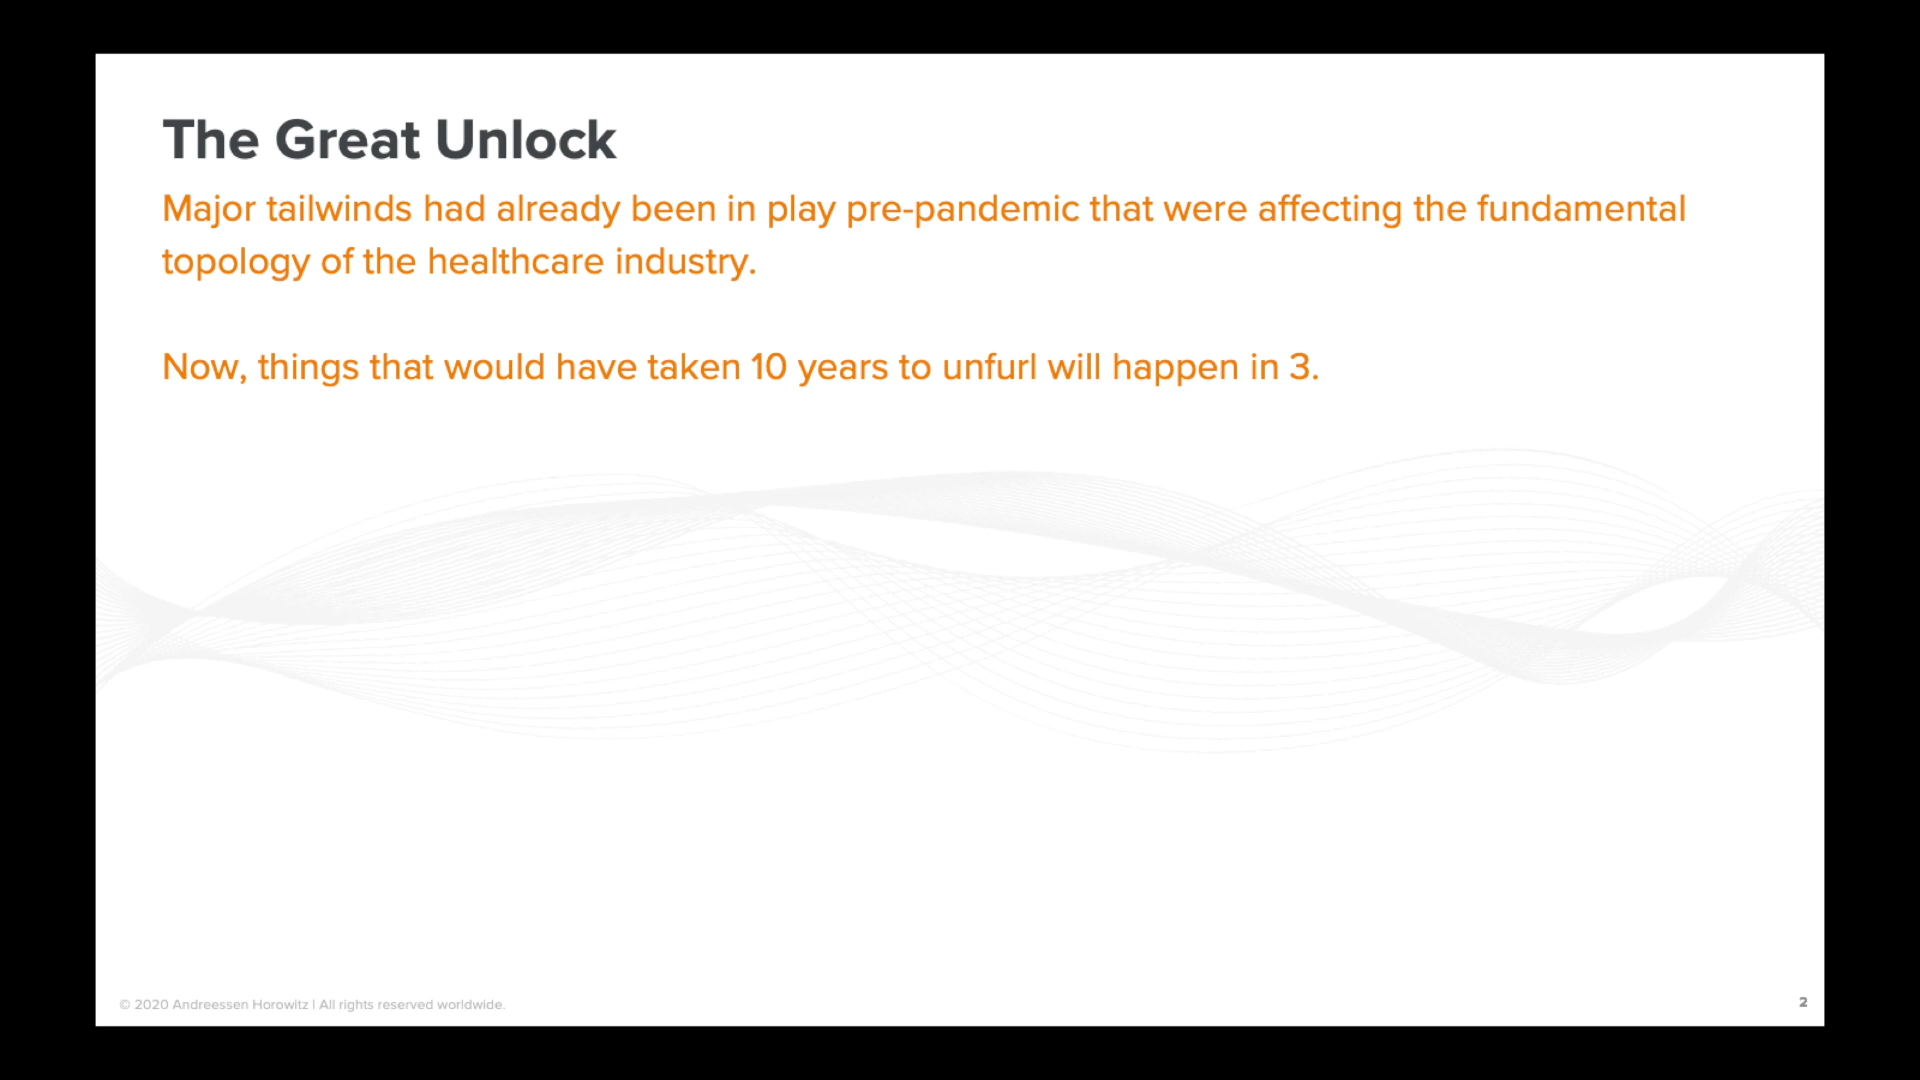 The Great Unlock
Major tailwinds had already been in play pre-pandemic that were affecting the fundamental
topology of the healthcare industry.
Now, things that would have taken 10 years to unfurl will happen in 3.
© 2020 Andreessen Horowitz | All rights reserved worldwide.
2